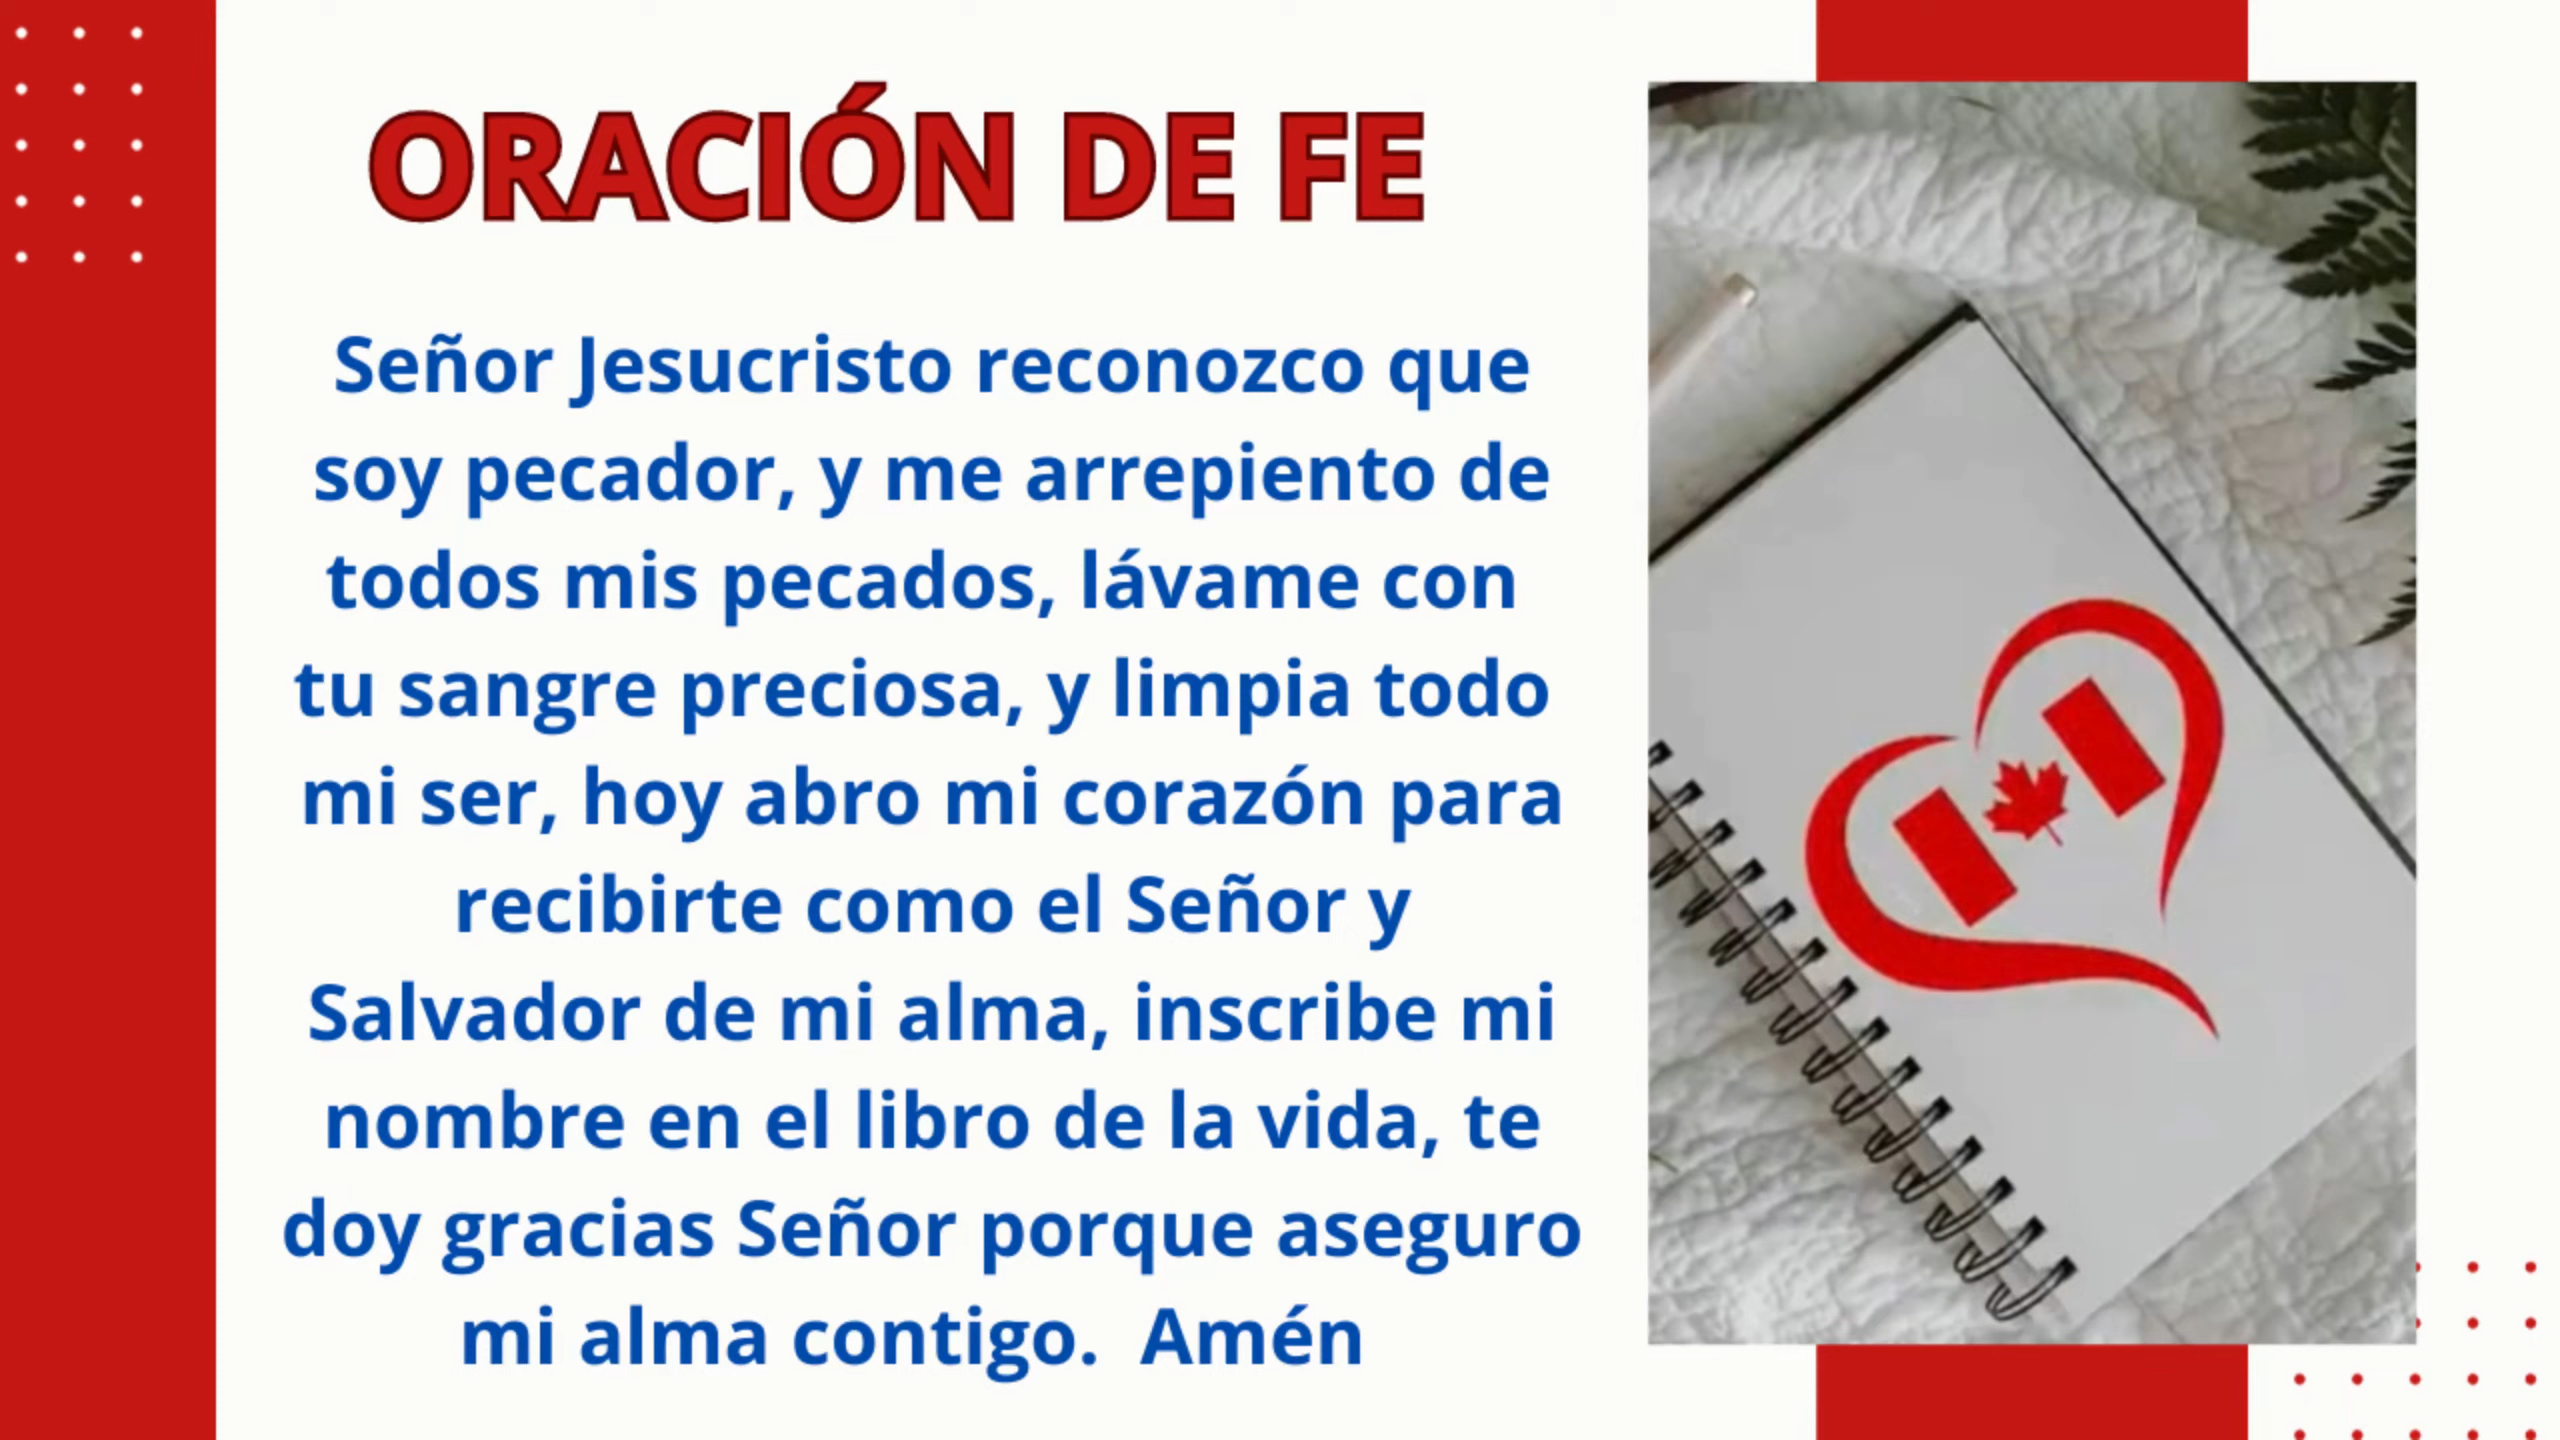 ORACIÓN DE FE
Señor Jesucristo reconozco que
soy pecador, y me arrepiento de
todos mis pecados, lávame con
tu sangre preciosa, y limpia todo
mi ser, hoy abro mi corazón para
recibirte como el Señor y
Salvador de mi alma, inscribe mi
nombre en el libro de la vida, te
doy gracias Señor porque aseguro
mi alma contigo.  Amén